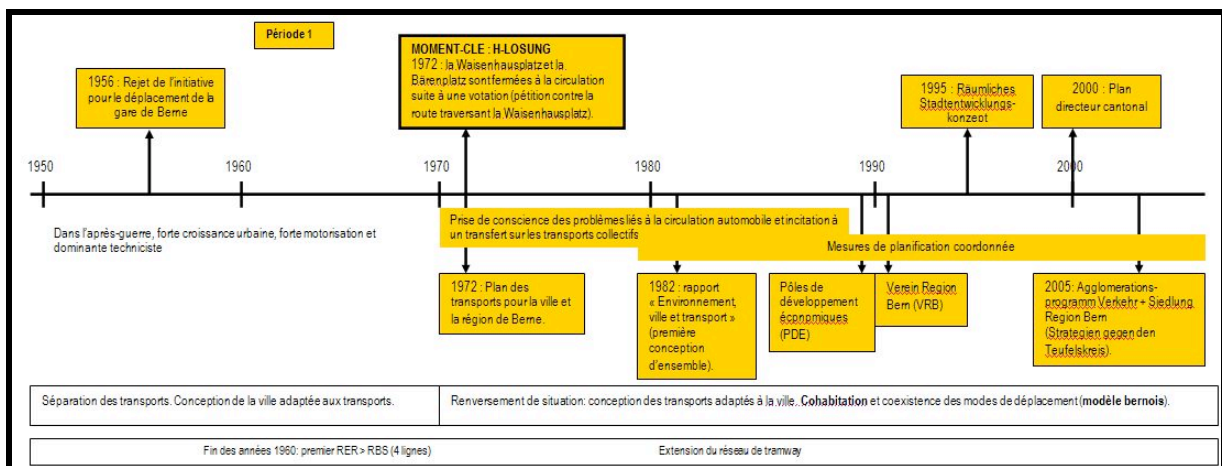 Période 1
MOMENT-CLE : H-LOSUNG
1972 : la Waisenhausplatz et la
Bärenplatz sont fermées à la circulation
suite à une votation (pétition contre la
route traversant la Waisenhausplatz).
1956 : Rejet de l'initiative
pour le déplacement de la
gare de Berne
1995 : Räumliches
Stadtentwicklungs-
konzept
2000 : Plan
directeur cantonal
1950
1960
1970
1980
1990
2000
Dans l'après-guerre, forte croissance urbaine, forte motorisation et
dominante techniciste
Prise de conscience des problèmes liés à la circulation automobile et incitation à
un transfert sur les transports collectifs
Mesures de planification coordonnée
1972 : Plan des
transports pour la ville et
la région de Berne.
1982 : rapport
« Environnement,
ville et transport »
(première
conception
d'ensemble).
Pôles de
développement
économiques
(PDE)
Verein Region
Bern (VRB)
2005: Agglomerations-
programm Verkehr + Siedlung
Region Bern
(Strategien gegen den
Teufelskreis).
Séparation des transports. Conception de la ville adaptée aux transports.
Renversement de situation: conception des transports adaptés à la ville. Cohabitation et coexistence des modes de déplacement (modèle bernois).
Fin des années 1960: premier RER > RBS (4 lignes)
Extension du réseau de tramway